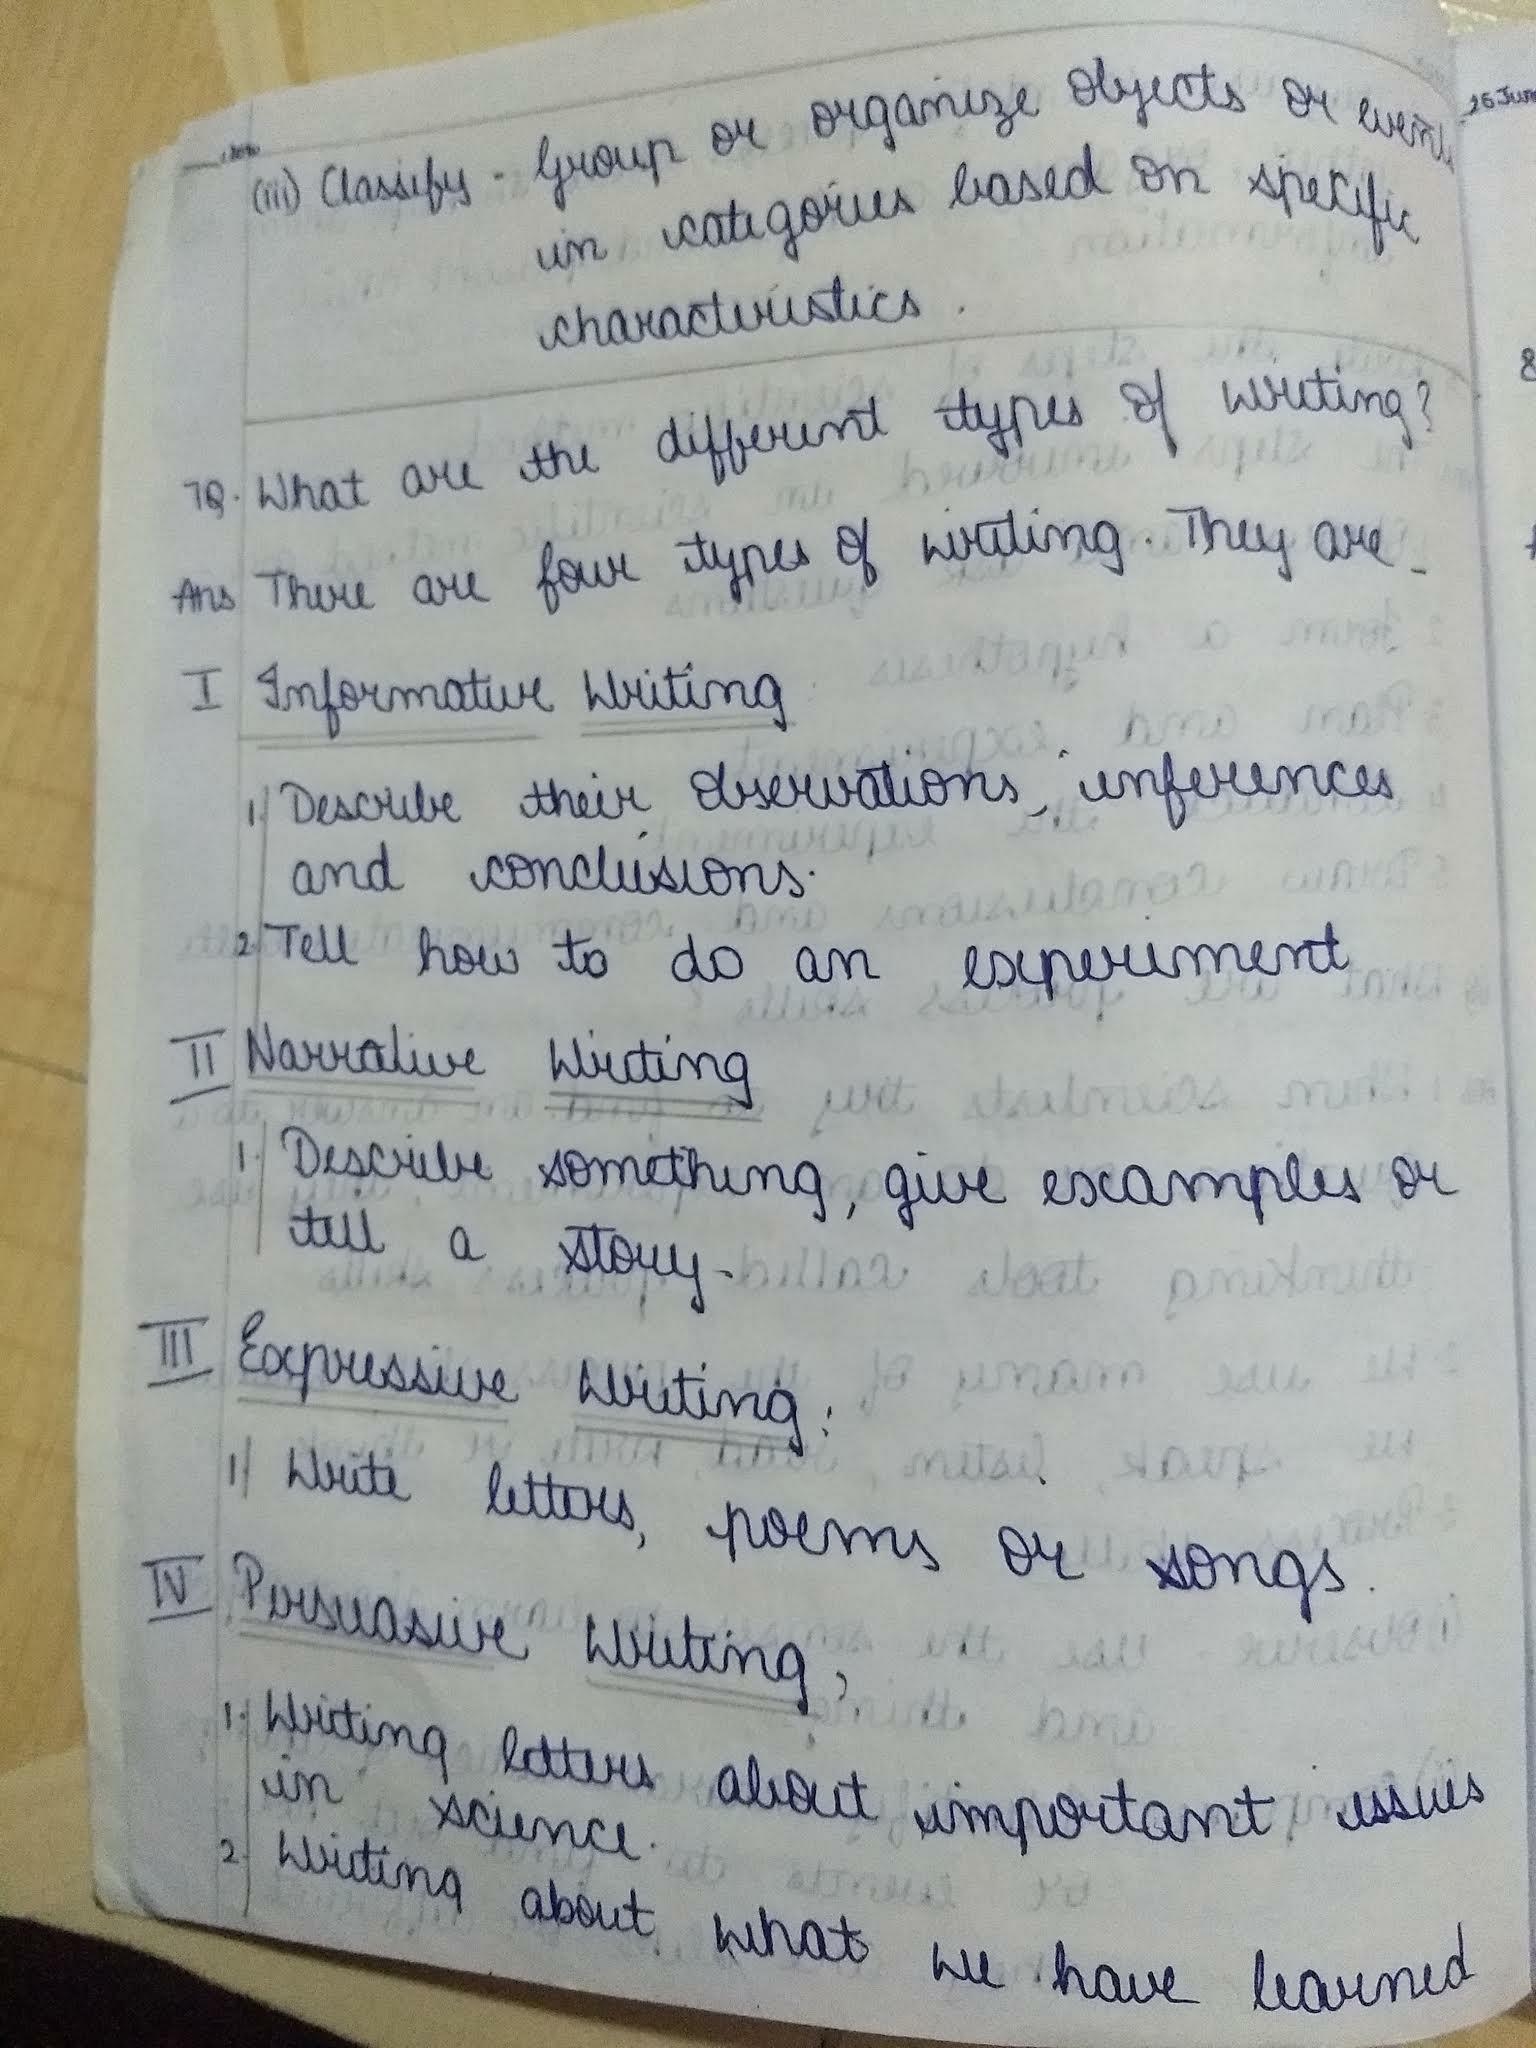 (iii) Classify - Group or organize objects or events
in categories based on specific
characteristics.
7Q. What are the different types of writing?
Ans There are four types of writing. They are -
I Informative Writing
1. Describe their observations, inferences
and conclusions.
2. Tell how to do an experiment
II Narrative Writing
1. Describe something, give examples or
tell a story.
III Expressive Writing:
1. Write letters, poems or songs.
IV Persuasive Writing;
1. Writing letters about important issues
in science.
2. Writing about what we have learned
25 Jun
8